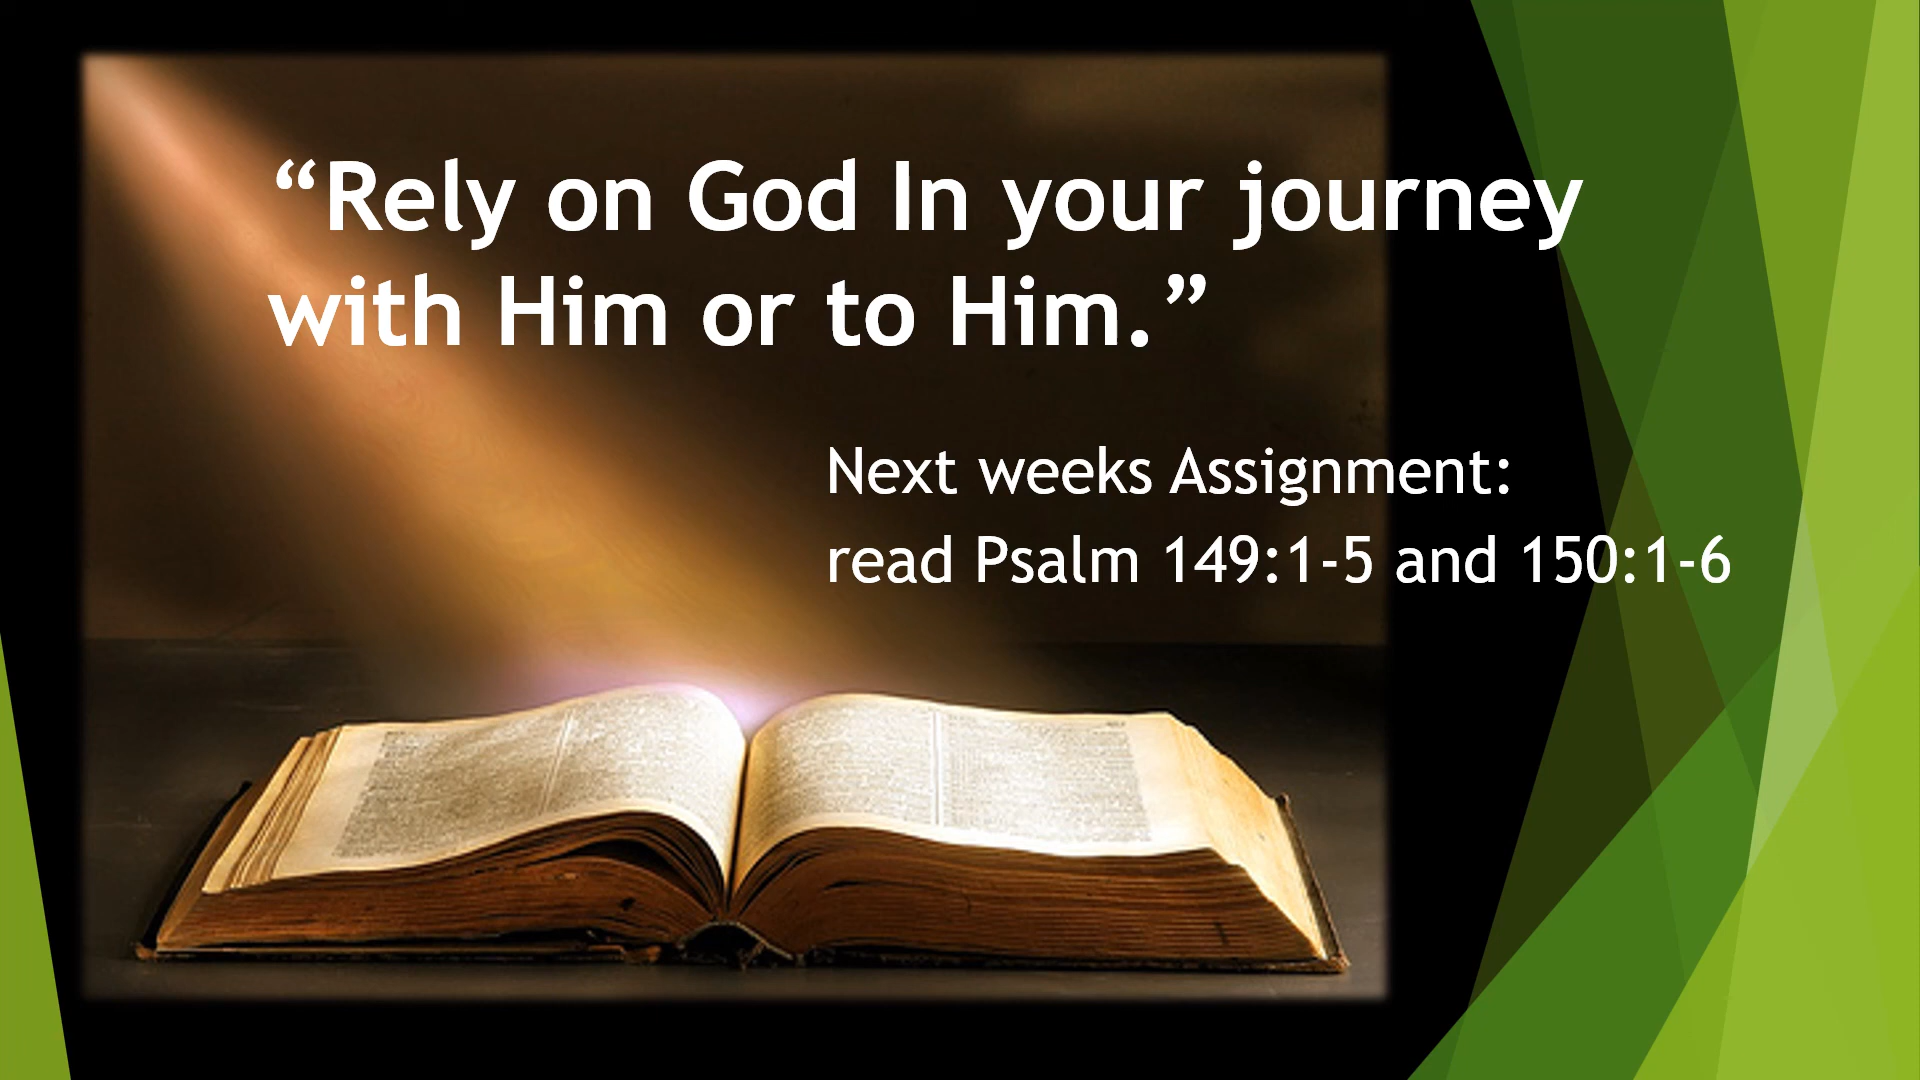 “Rely on God In your journey
with Him or to Him.”
Next weeks Assignment:
read Psalm 149:1-5 and 150:1-6